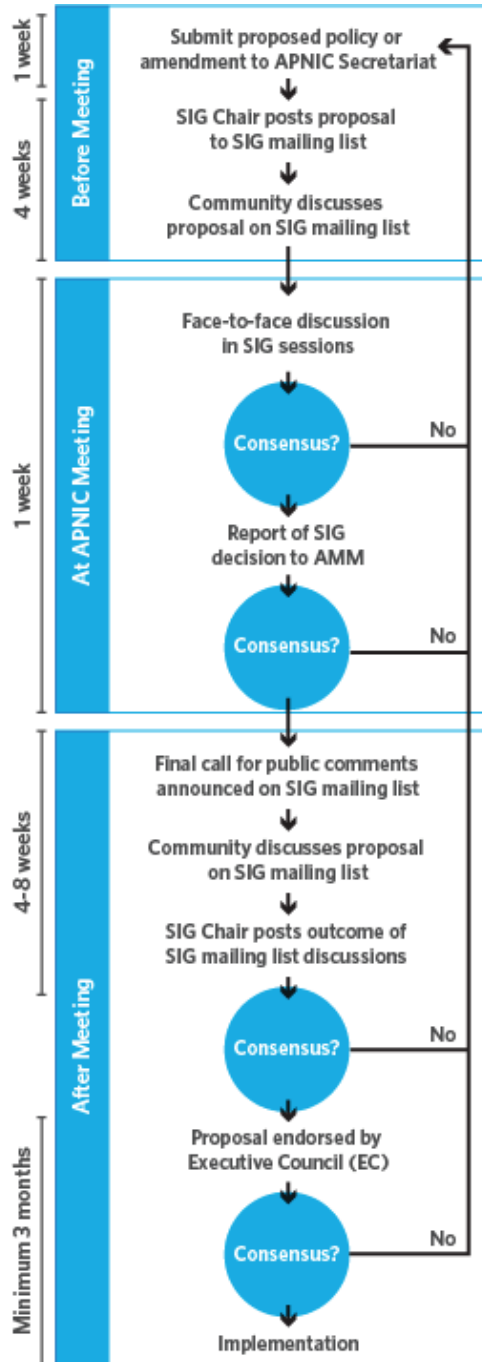 1 week
4 weeks
Before Meeting
Submit proposed policy or
amendment to APNIC Secretariat
SIG Chair posts proposal
to SIG mailing list
Community discusses
proposal on SIG mailing list
1 week
At APNIC Meeting
Face-to-face discussion
in SIG sessions
Consensus?
No
Report of SIG
decision to AMM
Consensus?
No
4-8 weeks
Minimum 3 months
After Meeting
Final call for public comments
announced on SIG mailing list
Community discusses proposal
on SIG mailing list
SIG Chair posts outcome of
SIG mailing list discussions
Consensus?
No
Proposal endorsed by
Executive Council (EC)
Consensus?
No
Implementation